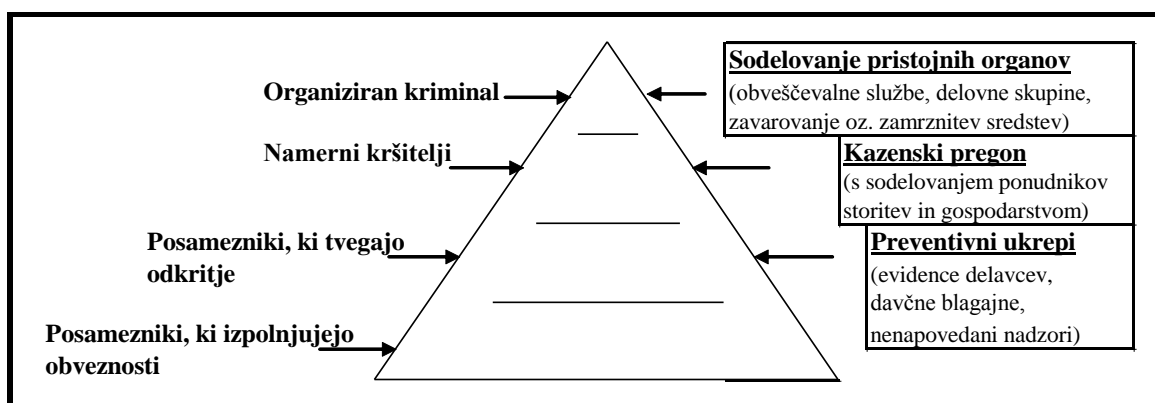 Organiziran kriminal
Namerni kršitelji
Posamezniki, ki tvegajo
odkritje
Posamezniki, ki izpolnjujejo
obveznosti
Sodelovanje pristojnih organov
(obveščevalne službe, delovne skupine,
zavarovanje oz. zamrznitev sredstev)
Kazenski pregon
(s sodelovanjem ponudnikov
storitev in gospodarstvom)
Preventivni ukrepi
(evidence delavcev,
davčne blagajne,
nenapovedani nadzori)